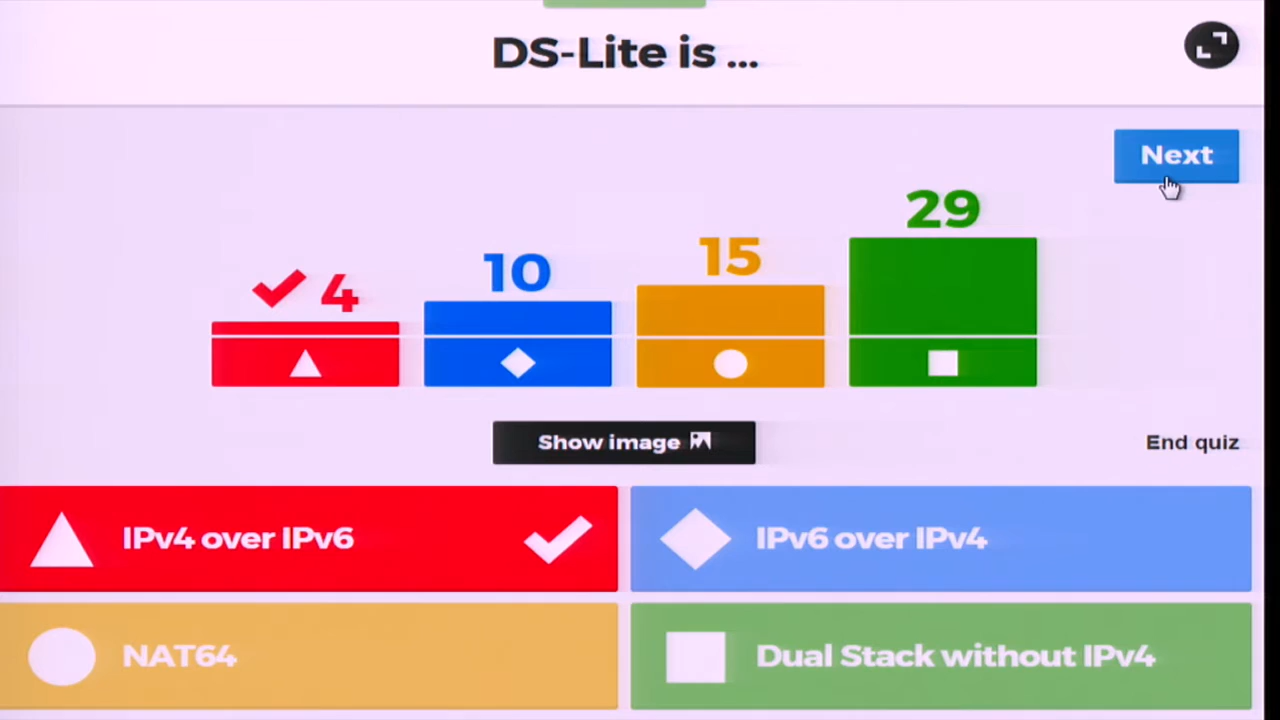 DS-Lite is ...
Next
4
10
15
29
Show image
End quiz
IPv4 over IPv6
IPv6 over IPv4
NAT64
Dual Stack without IPv4